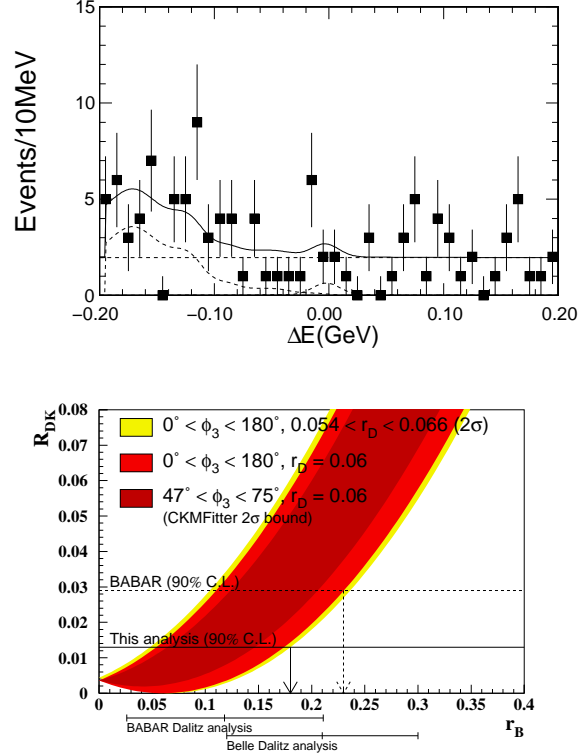 Events/10MeV
15
10
5
0
-0.20
-0.10
0.00
0.10
0.20
ΔE(GeV)
R_DK
0.08
0.07
0.06
0.05
0.04
0.03
0.02
0.01
0
0° < ϕ₃ < 180°, 0.054 < r_D < 0.066 (2σ)
0° < ϕ₃ < 180°, r_D = 0.06
47° < ϕ₃ < 75°, r_D = 0.06
(CKMFitter 2σ bound)
BABAR (90% C.L.)
This analysis (90% C.L.)
0 0.05 0.1 0.15 0.2 0.25 0.3 0.35 0.4
r_B
BABAR Dalitz analysis
Belle Dalitz analysis